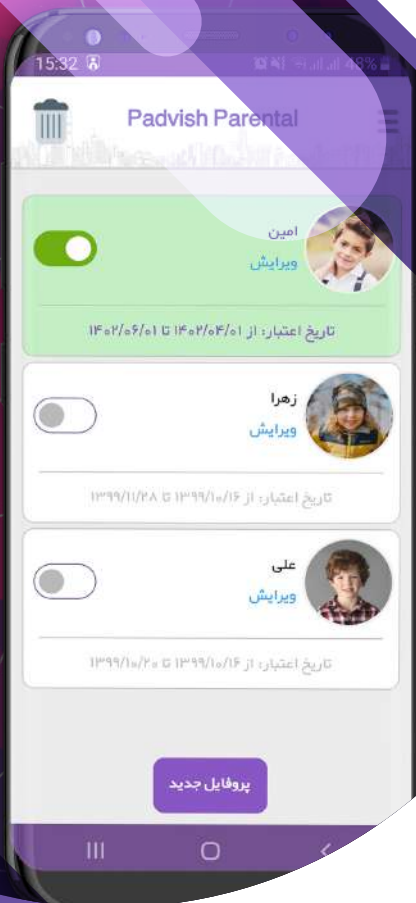 15:32
48%
Padvish Parental
امین
ویرایش
تاریخ اعتبار: از ۱۴۰۲/۰۴/۰۱ تا ۱۴۰۲/۰۶/۰۱
زهرا
ویرایش
تاریخ اعتبار: از ۱۳۹۹/۱۰/۱۶ تا ۱۳۹۹/۱۱/۲۸
علی
ویرایش
تاریخ اعتبار: از ۱۳۹۹/۱۰/۱۶ تا ۱۳۹۹/۱۰/۲۰
پروفایل جدید